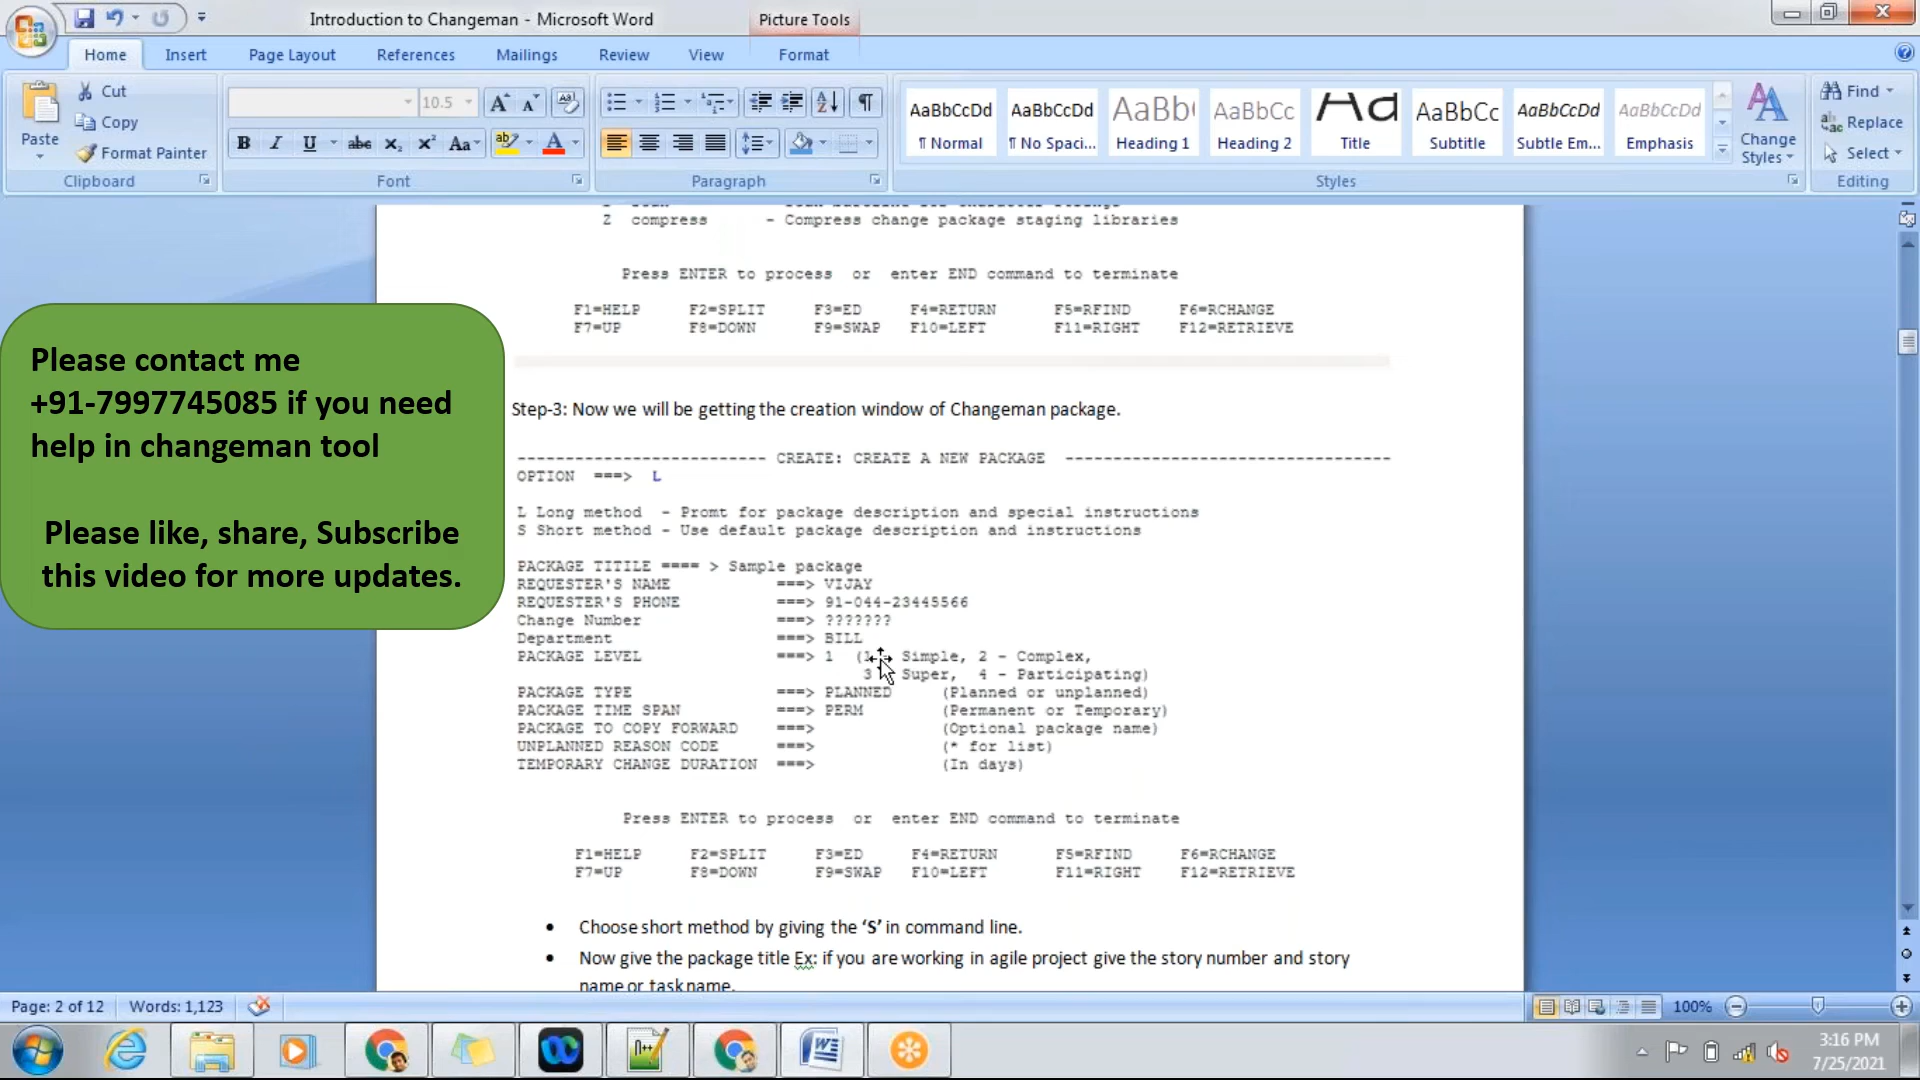 Introduction to Changeman - Microsoft Word
Picture Tools
Home
Insert
Page Layout
References
Mailings
Review
View
Format
Paste
Cut
Copy
Format Painter
Clipboard
10.5
Font
Paragraph
AaBbCcDd
¶ Normal
AaBbCcDd
¶ No Spaci...
AaBbC
Heading 1
AaBbCc
Heading 2
Aa
Title
AaBbCc
Subtitle
AaBbCcDd
Subtle Em...
AaBbCcDd
Emphasis
Change
Styles
Styles
Find
Replace
Select
Editing
Z compress - Compress change package staging libraries
Press ENTER to process or enter END command to terminate
F1=HELP F2=SPLIT F3=ED F4=RETURN F5=RFIND F6=RCHANGE
F7=UP F8=DOWN F9=SWAP F10=LEFT F11=RIGHT F12=RETRIEVE
Please contact me
+91-7997745085 if you need
help in changeman tool
Please like, share, Subscribe
this video for more updates.
Step-3: Now we will be getting the creation window of Changeman package.
-------------------------- CREATE: CREATE A NEW PACKAGE ----------------------------------
OPTION ===> L
L Long method - Promt for package description and special instructions
S Short method - Use default package description and instructions
PACKAGE TITILE ==== > Sample package
REQUESTER'S NAME ===> VIJAY
REQUESTER'S PHONE ===> 91-044-23445566
Change Number ===> ???????
Department ===> BILL
PACKAGE LEVEL ===> 1 (1 Simple, 2 - Complex,
3 Super, 4 - Participating)
PACKAGE TYPE ===> PLANNED (Planned or unplanned)
PACKAGE TIME SPAN ===> PERM (Permanent or Temporary)
PACKAGE TO COPY FORWARD ===> (Optional package name)
UNPLANNED REASON CODE ===> (* for list)
TEMPORARY CHANGE DURATION ===> (In days)
Press ENTER to process or enter END command to terminate
F1=HELP F2=SPLIT F3=ED F4=RETURN F5=RFIND F6=RCHANGE
F7=UP F8=DOWN F9=SWAP F10=LEFT F11=RIGHT F12=RETRIEVE
• Choose short method by giving the ‘S’ in command line.
• Now give the package title Ex: if you are working in agile project give the story number and story
name or task name.
Page: 2 of 12
Words: 1,123
100%
3:16 PM
7/25/2021